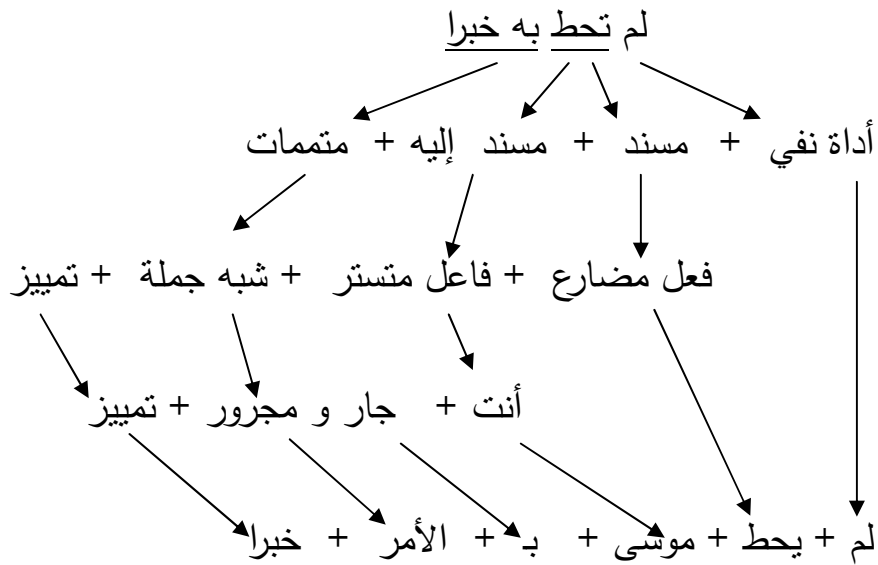 لم تحط به خبرا
أداة نفي + مسند + مسند إليه + متممات
فعل مضارع + فاعل متستر + شبه جملة + تمييز
أنت + جار و مجرور + تمييز
لم + يحط + موسى + بـ + الأمر + خبرا